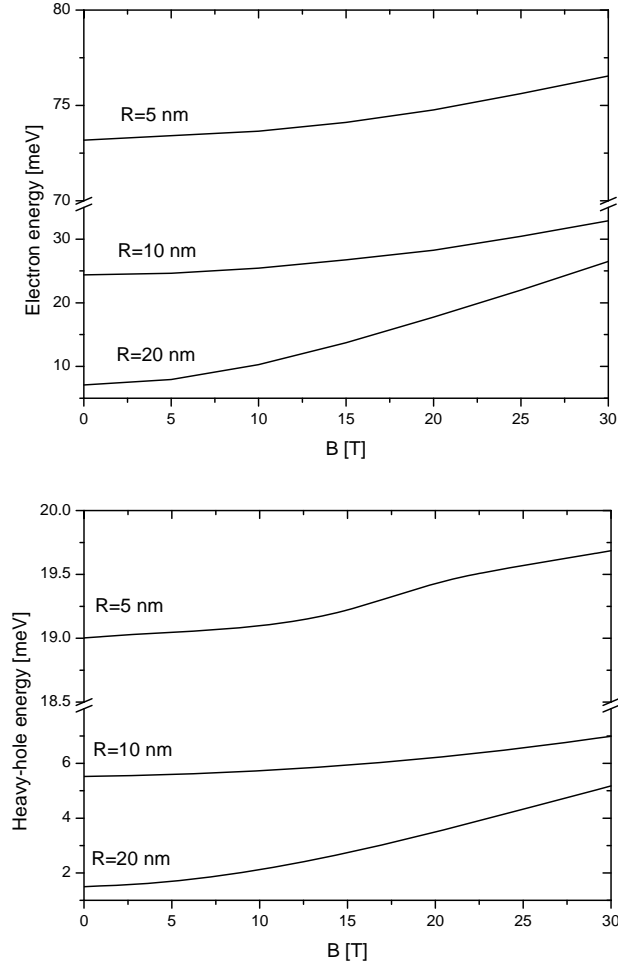 80
75
70
30
20
10
Electron energy [meV]
R=5 nm
R=10 nm
R=20 nm
0 5 10 15 20 25 30
B [T]
20.0
19.5
19.0
18.5
6
4
2
Heavy-hole energy [meV]
R=5 nm
R=10 nm
R=20 nm
0 5 10 15 20 25 30
B [T]